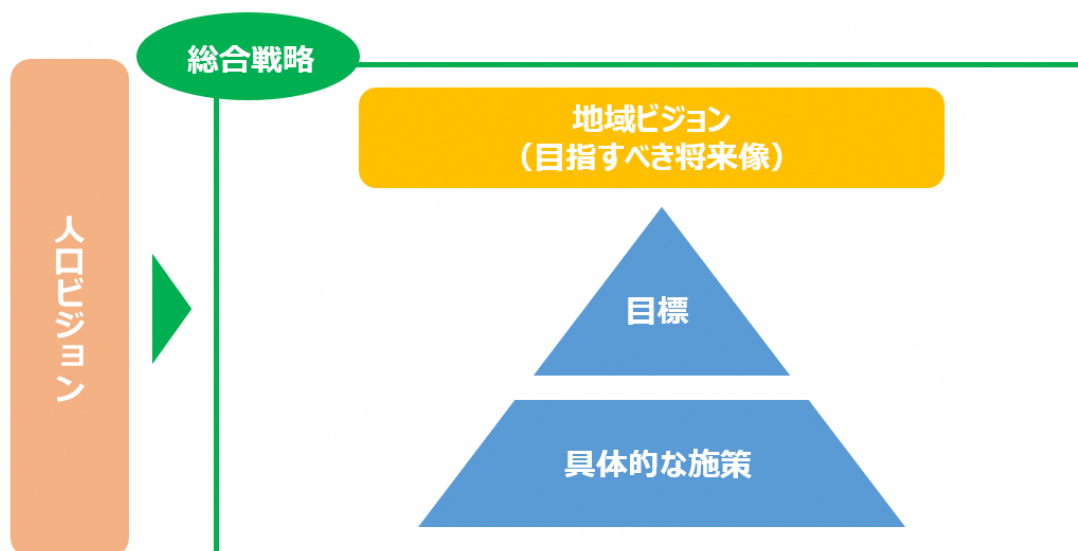 総合戦略
地域ビジョン
（目指すべき将来像）
人口ビジョン
目標
具体的な施策